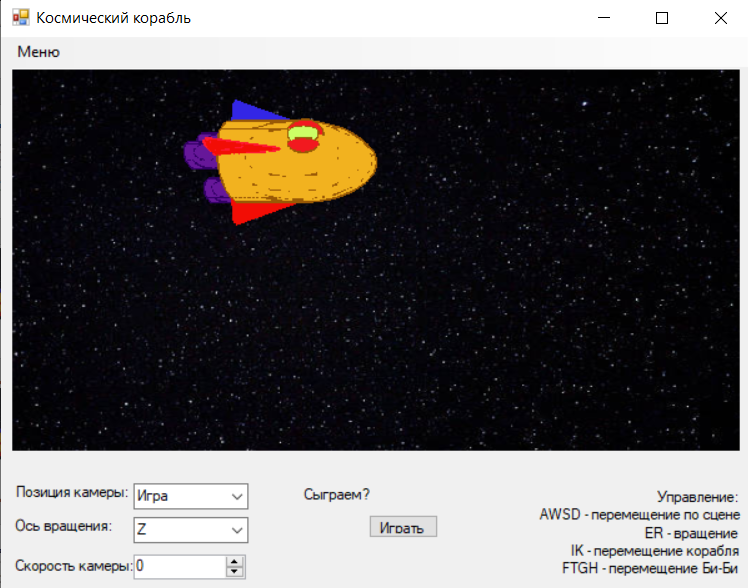 Космический корабль
Меню
Позиция камеры: Игра
Ось вращения: Z
Скорость камеры: 0
Сыграем?
Играть
Управление:
AWSD - перемещение по сцене
ER - вращение
IK - перемещение корабля
FTGH - перемещение Би-Би